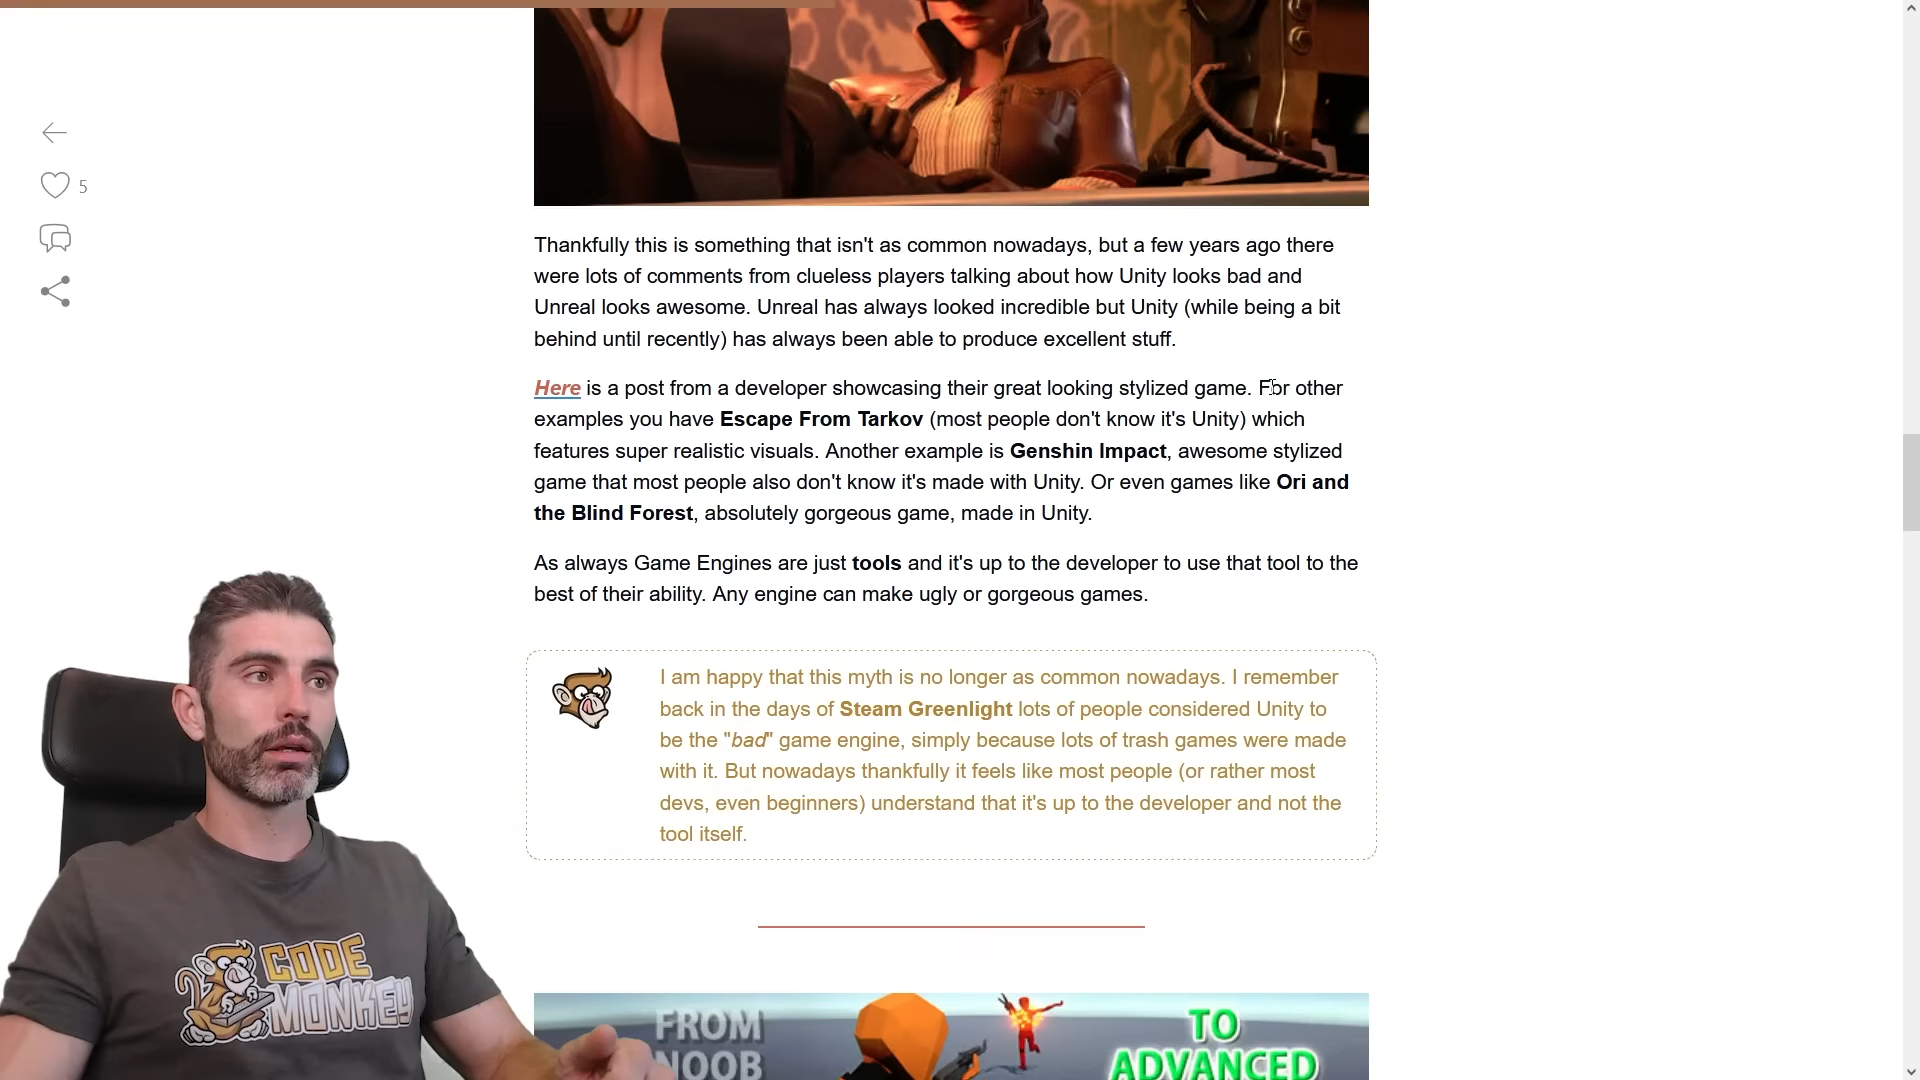 5
Thankfully this is something that isn't as common nowadays, but a few years ago there
were lots of comments from clueless players talking about how Unity looks bad and
Unreal looks awesome. Unreal has always looked incredible but Unity (while being a bit
behind until recently) has always been able to produce excellent stuff.
Here is a post from a developer showcasing their great looking stylized game. For other
examples you have Escape From Tarkov (most people don't know it's Unity) which
features super realistic visuals. Another example is Genshin Impact, awesome stylized
game that most people also don't know it's made with Unity. Or even games like Ori and
the Blind Forest, absolutely gorgeous game, made in Unity.
As always Game Engines are just tools and it's up to the developer to use that tool to the
best of their ability. Any engine can make ugly or gorgeous games.
I am happy that this myth is no longer as common nowadays. I remember
back in the days of Steam Greenlight lots of people considered Unity to
be the "bad" game engine, simply because lots of trash games were made
with it. But nowadays thankfully it feels like most people (or rather most
devs, even beginners) understand that it's up to the developer and not the
tool itself.
CODE
MONKEY
FROM
NOOB
TO
ADVANCED